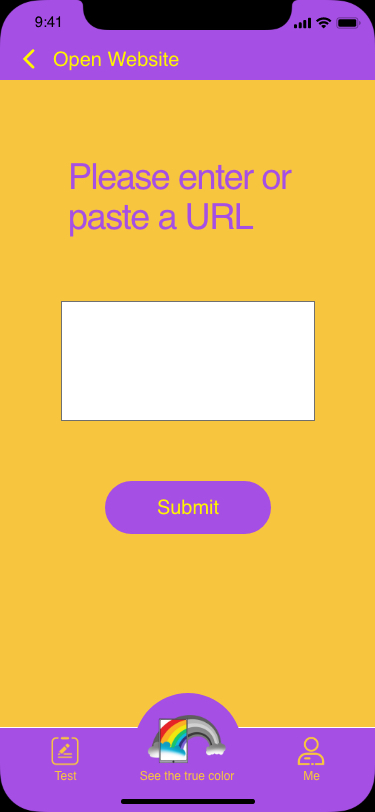 9:41
Open Website
Please enter or
paste a URL
Submit
Test
See the true color
Me